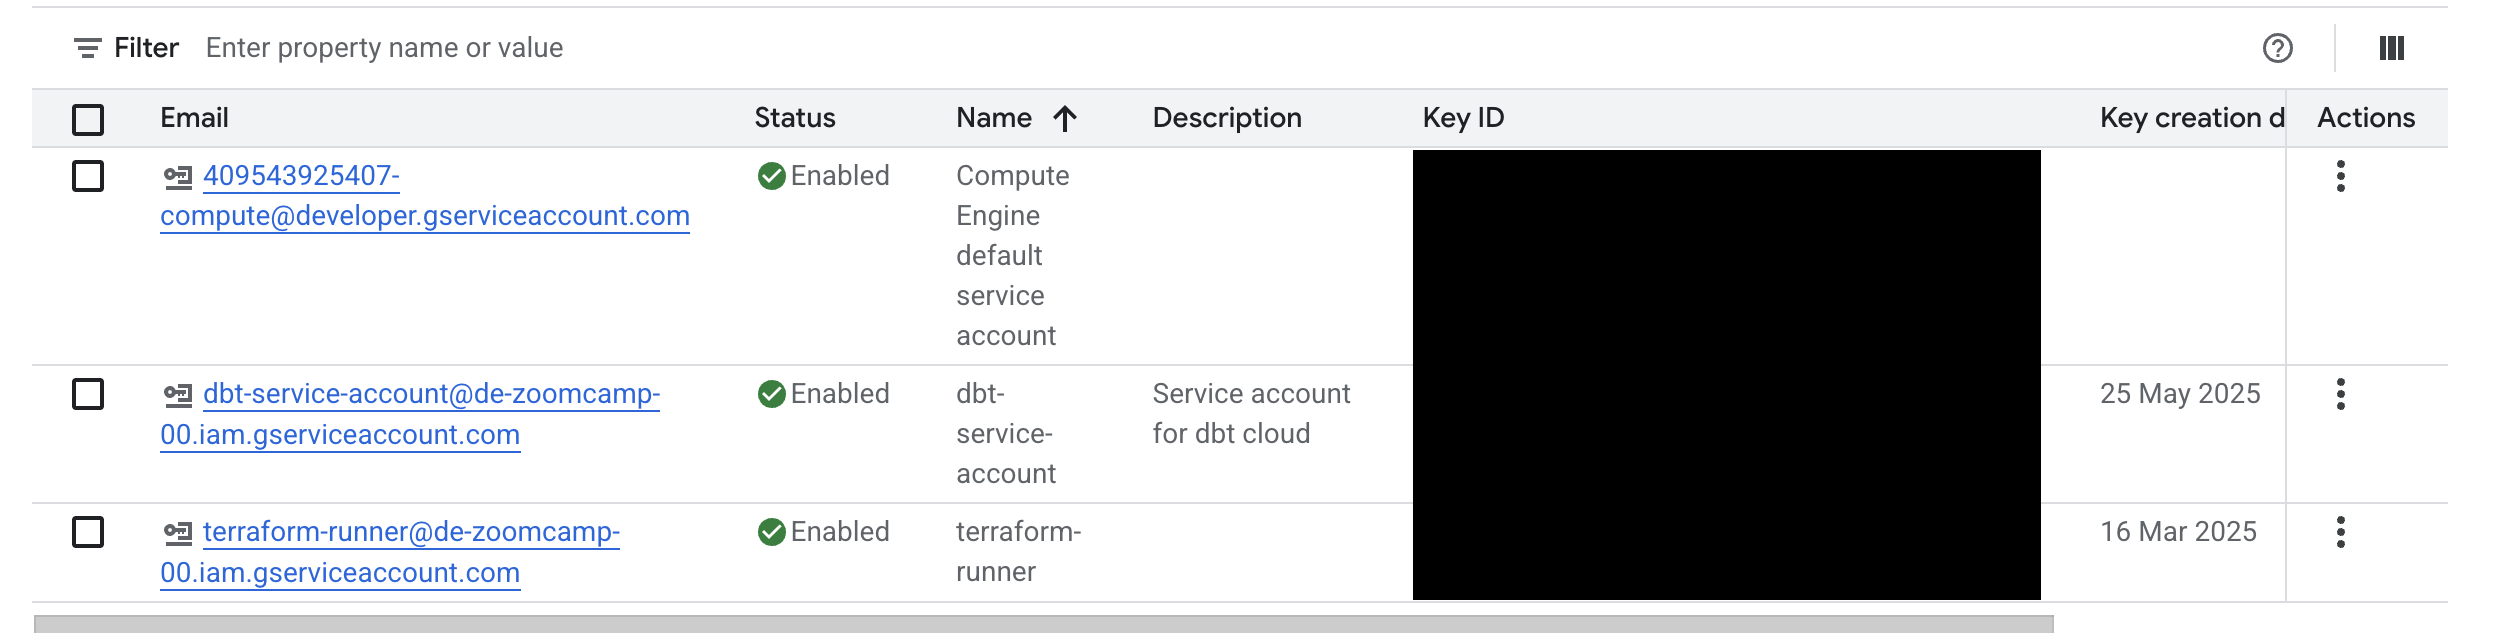 Filter Enter property name or value
Email Status Name Description Key ID Key creation d Actions
409543925407- Enabled Compute
compute@developer.gserviceaccount.com Engine
default
service
account
dbt-service-account@de-zoomcamp- Enabled dbt- Service account 25 May 2025
00.iam.gserviceaccount.com service- for dbt cloud
account
terraform-runner@de-zoomcamp- Enabled terraform- 16 Mar 2025
00.iam.gserviceaccount.com runner